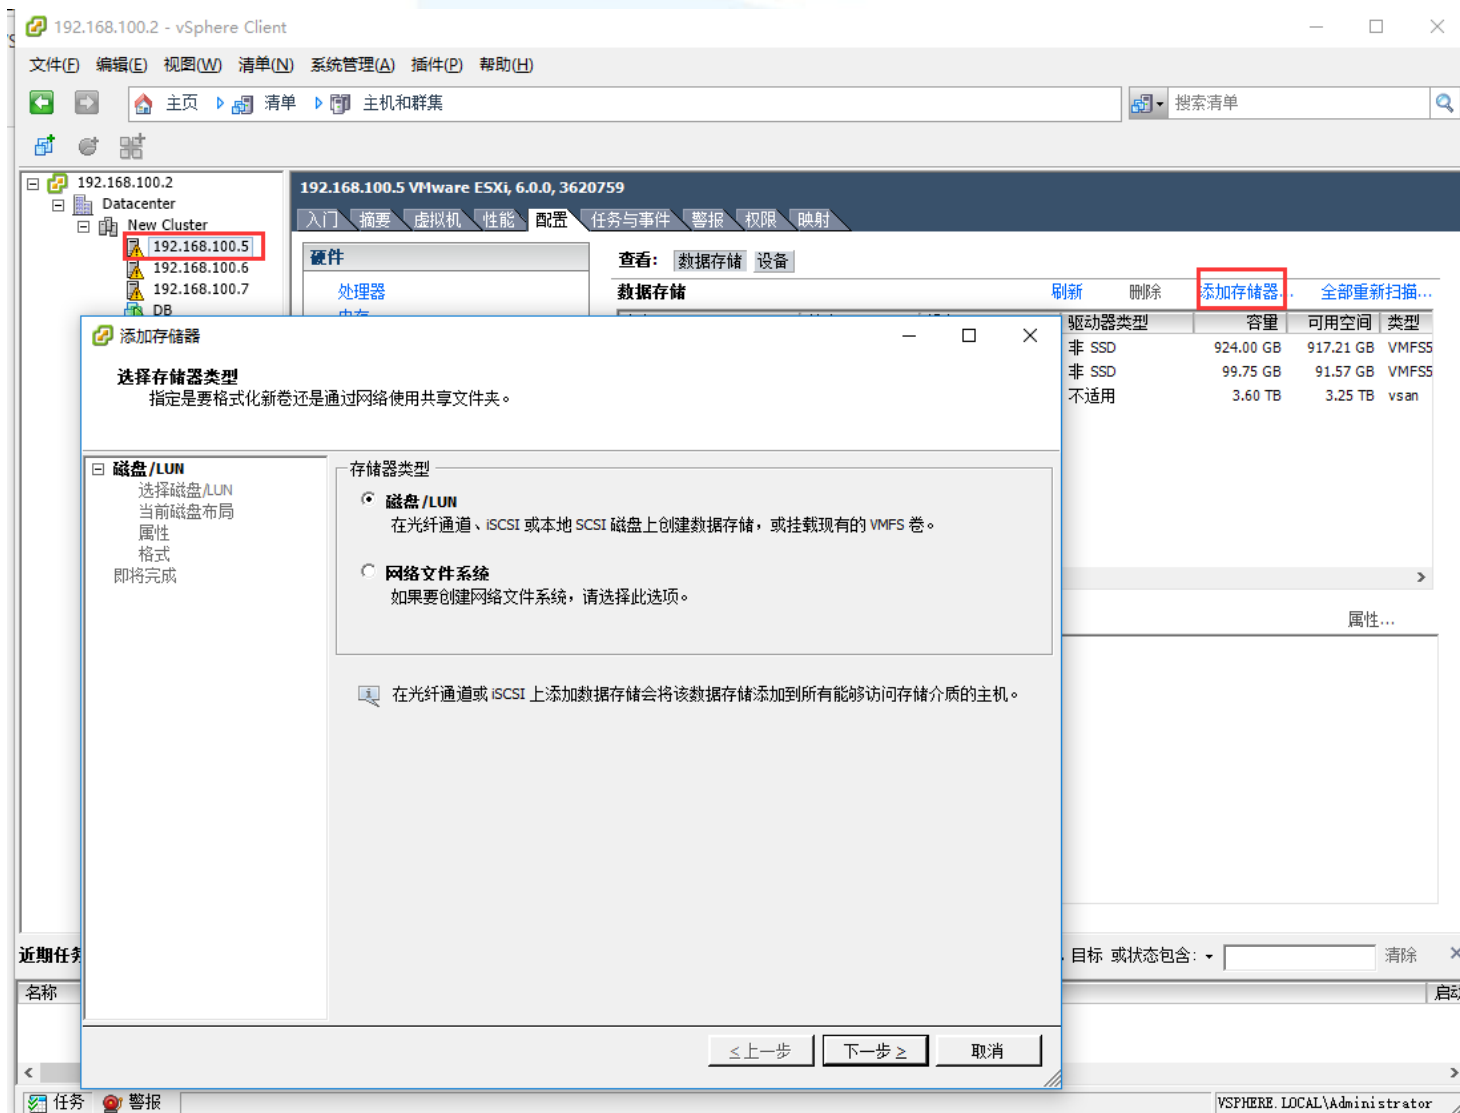 192.168.100.2 - vSphere Client
文件(F) 编辑(E) 视图(W) 清单(N) 系统管理(A) 插件(P) 帮助(H)
主页 清单 主机和群集 搜索清单
192.168.100.2
Datacenter
New Cluster
192.168.100.5
192.168.100.6
192.168.100.7
DB
192.168.100.5 VMware ESXi, 6.0.0, 3620759
入门 摘要 虚拟机 性能 配置 任务与事件 警报 权限 映射
硬件
处理器
内存
查看: 数据存储 设备
数据存储 刷新 删除 添加存储器... 全部重新扫描...
驱动器类型 容量 可用空间 类型
非 SSD 924.00 GB 917.21 GB VMFS5
非 SSD 99.75 GB 91.57 GB VMFS5
不适用 3.60 TB 3.25 TB vsan
属性...
添加存储器
选择存储器类型
指定是要格式化新卷还是通过网络使用共享文件夹。
磁盘/LUN
选择磁盘/LUN
当前磁盘布局
属性
格式
即将完成
存储器类型
磁盘/LUN
在光纤通道、iSCSI 或本地 SCSI 磁盘上创建数据存储，或挂载现有的 VMFS 卷。
网络文件系统
如果要创建网络文件系统，请选择此选项。
在光纤通道或 iSCSI 上添加数据存储会将该数据存储添加到所有能够访问存储介质的主机。
≤上一步 下一步 ≥ 取消
近期任务 目标 或状态包含: 清除
名称 启动
任务 警报
VSPHERE.LOCAL\Administrator